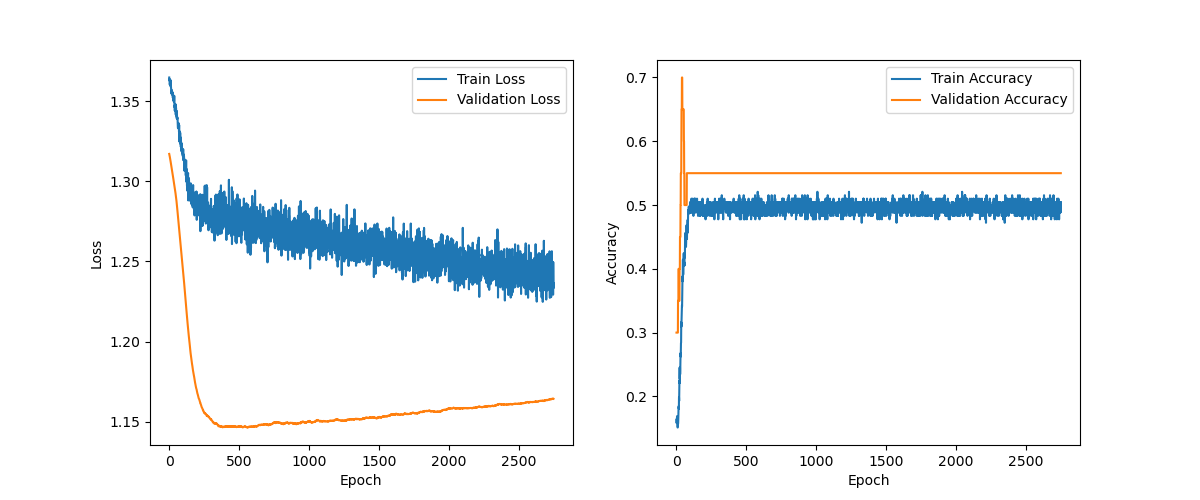 Train Loss
Validation Loss
1.35
1.30
1.25
1.20
1.15
Loss
0
500
1000
1500
2000
2500
Epoch
Train Accuracy
Validation Accuracy
0.7
0.6
0.5
0.4
0.3
0.2
Accuracy
0
500
1000
1500
2000
2500
Epoch